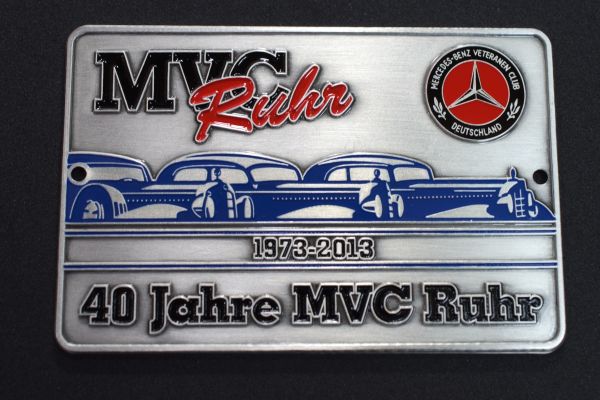 MVC
Ruhr
MERCEDES-BENZ VETERANEN CLUB
DEUTSCHLAND
1973-2013
40 Jahre MVC Ruhr